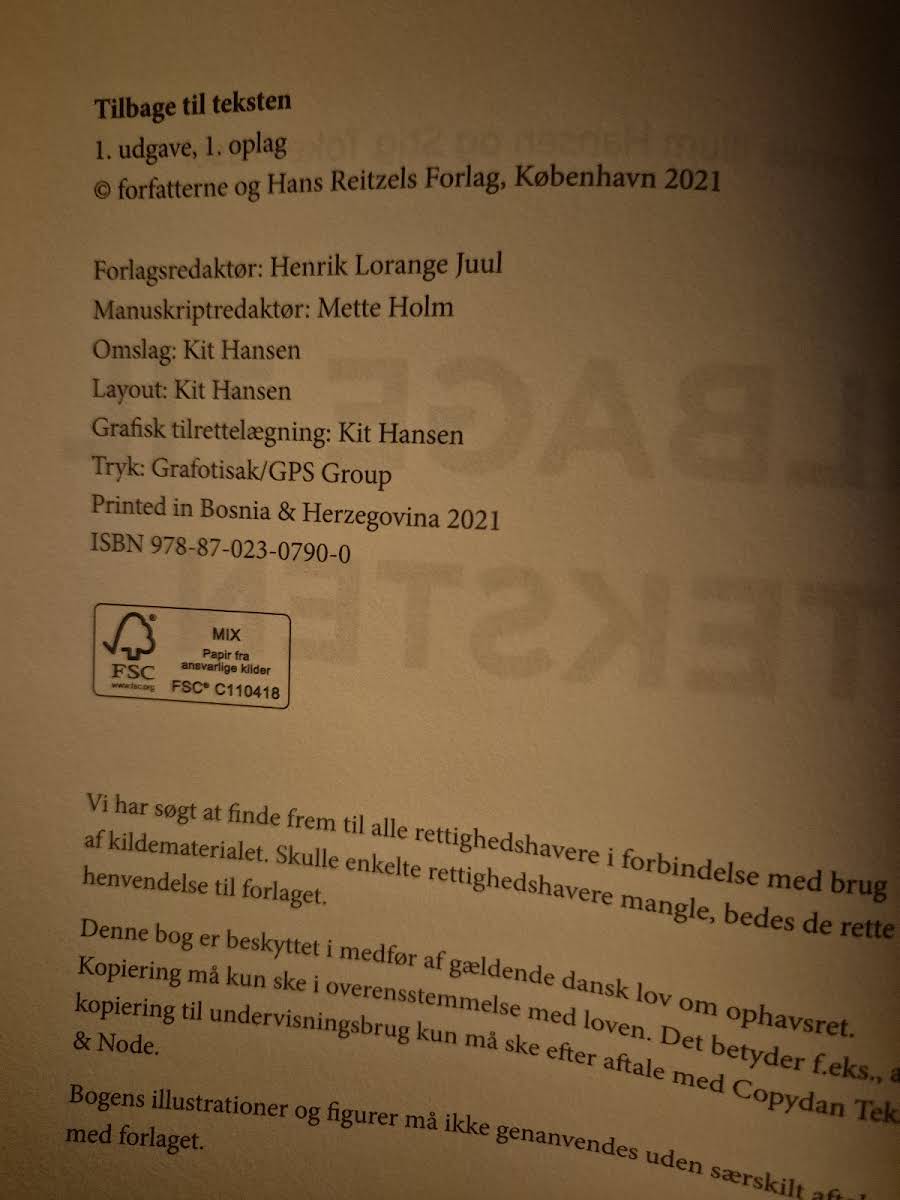 Tilbage til teksten
1. udgave, 1. oplag
© forfatterne og Hans Reitzels Forlag, København 2021
Forlagsredaktør: Henrik Lorange Juul
Manuskriptredaktør: Mette Holm
Omslag: Kit Hansen
Layout: Kit Hansen
Grafisk tilrettelægning: Kit Hansen
Tryk: Grafotisak/GPS Group
Printed in Bosnia & Herzegovina 2021
ISBN 978-87-023-0790-0
MIX
Papir fra
ansvarlige kilder
FSC
www.fsc.org
FSC® C110418
Vi har søgt at finde frem til alle rettighedshavere i forbindelse med brug
af kildematerialet. Skulle enkelte rettighedshavere mangle, bedes de rette
henvendelse til forlaget.
Denne bog er beskyttet i medfør af gældende dansk lov om ophavsret.
Kopiering må kun ske i overensstemmelse med loven. Det betyder f.eks.,
kopiering til undervisningsbrug kun må ske efter aftale med Copydan
& Node.
Bogens illustrationer og figurer må ikke genanvendes uden særskilt
med forlaget.